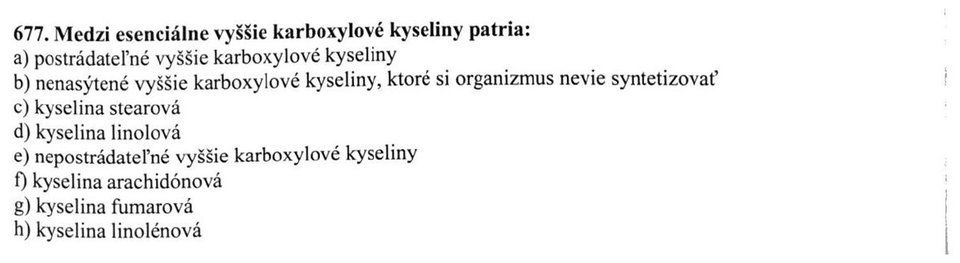 677. Medzi esenciálne vyššie karboxylové kyseliny patria:
a) postrádateľné vyššie karboxylové kyseliny
b) nenasýtené vyššie karboxylové kyseliny, ktoré si organizmus nevie syntetizovať
c) kyselina stearová
d) kyselina linolová
e) nepostrádateľné vyššie karboxylové kyseliny
f) kyselina arachidónová
g) kyselina fumarová
h) kyselina linolénová